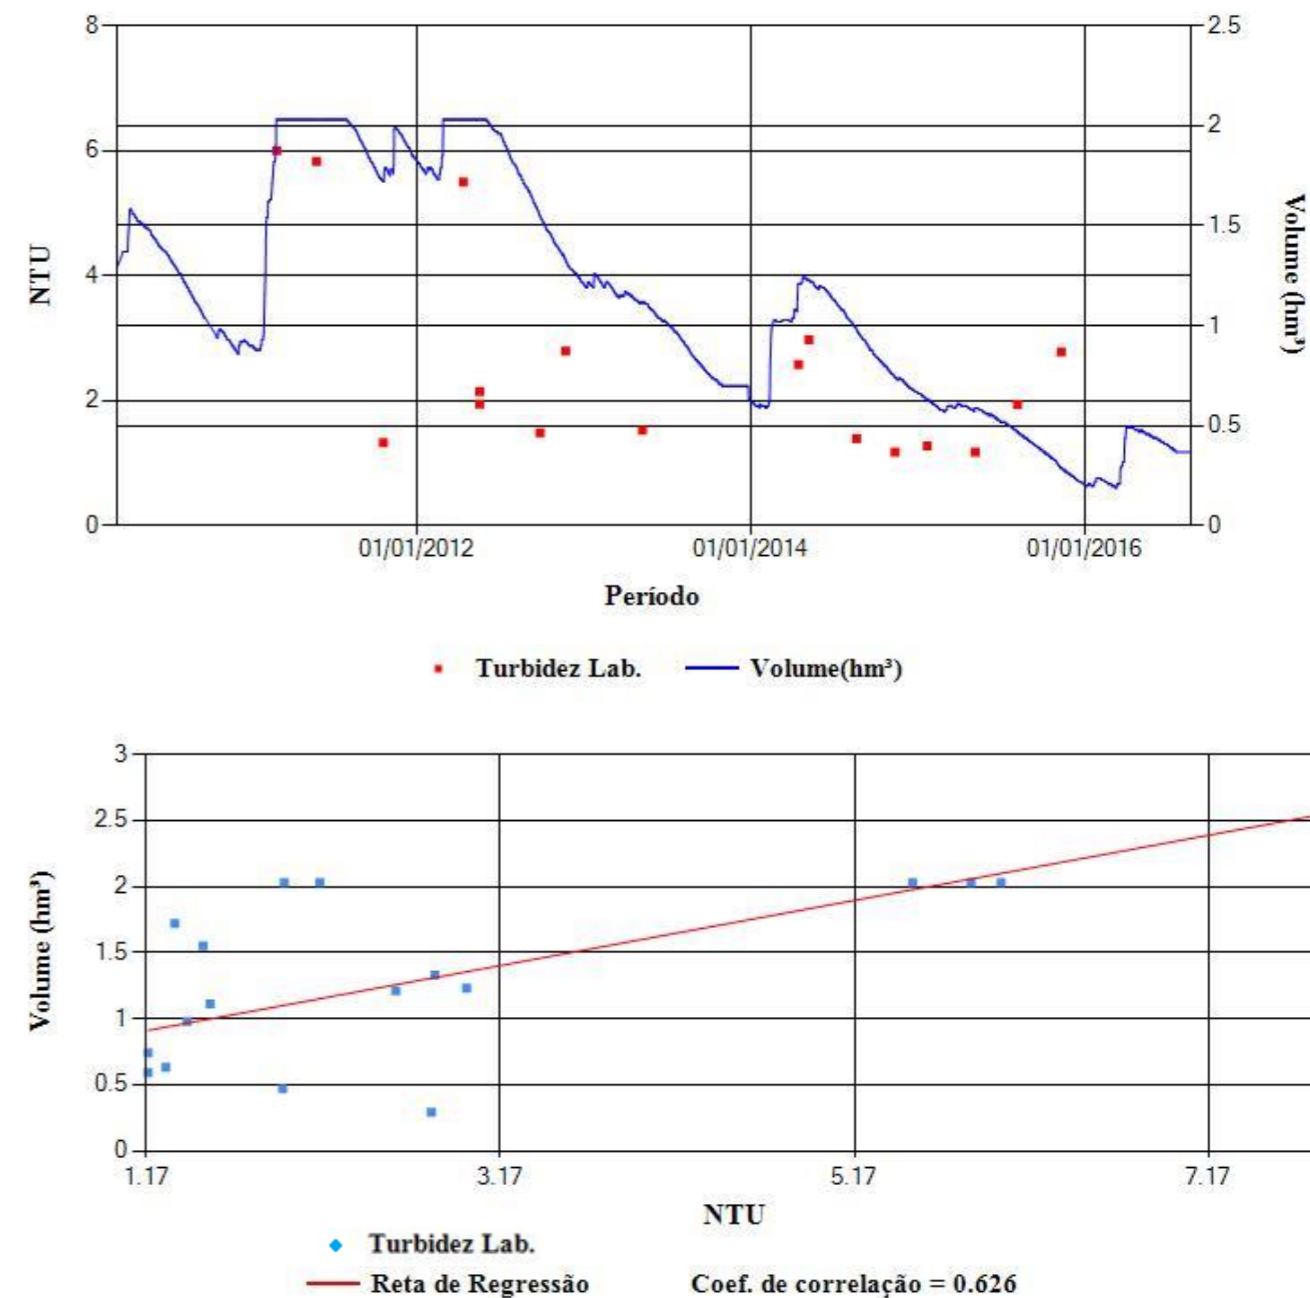 8
2.5
6
2
NTU
4
1.5
Volume (hm³)
1
2
0.5
0
0
01/01/2012
01/01/2014
01/01/2016
Período
Turbidez Lab.
Volume(hm³)
3
2.5
2
Volume (hm³)
1.5
1
0.5
0
1.17
3.17
5.17
7.17
NTU
Turbidez Lab.
Reta de Regressão
Coef. de correlação = 0.626